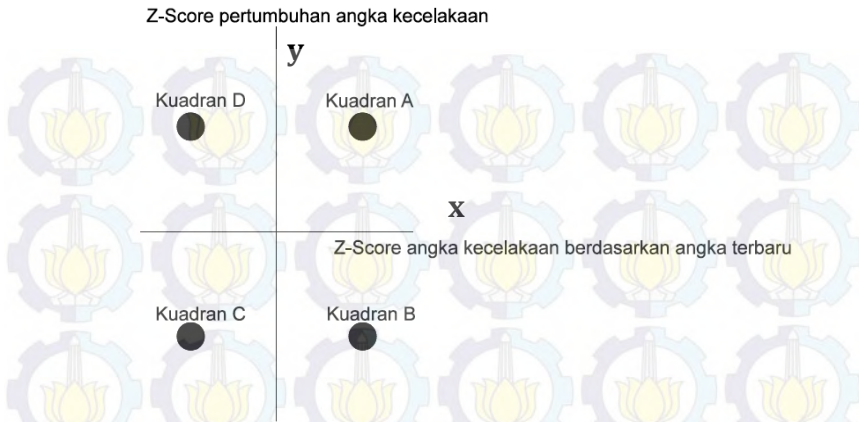 Z-Score pertumbuhan angka kecelakaan
y
Kuadran D
Kuadran A
x
Z-Score angka kecelakaan berdasarkan angka terbaru
Kuadran C
Kuadran B